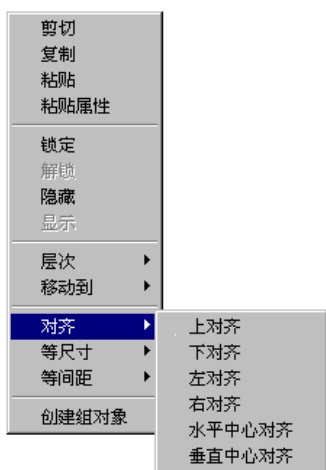 剪切
复制
粘贴
粘贴属性
锁定
解锁
隐藏
显示
层次
移动到
对齐
等尺寸
等间距
创建组对象
上对齐
下对齐
左对齐
右对齐
水平中心对齐
垂直中心对齐